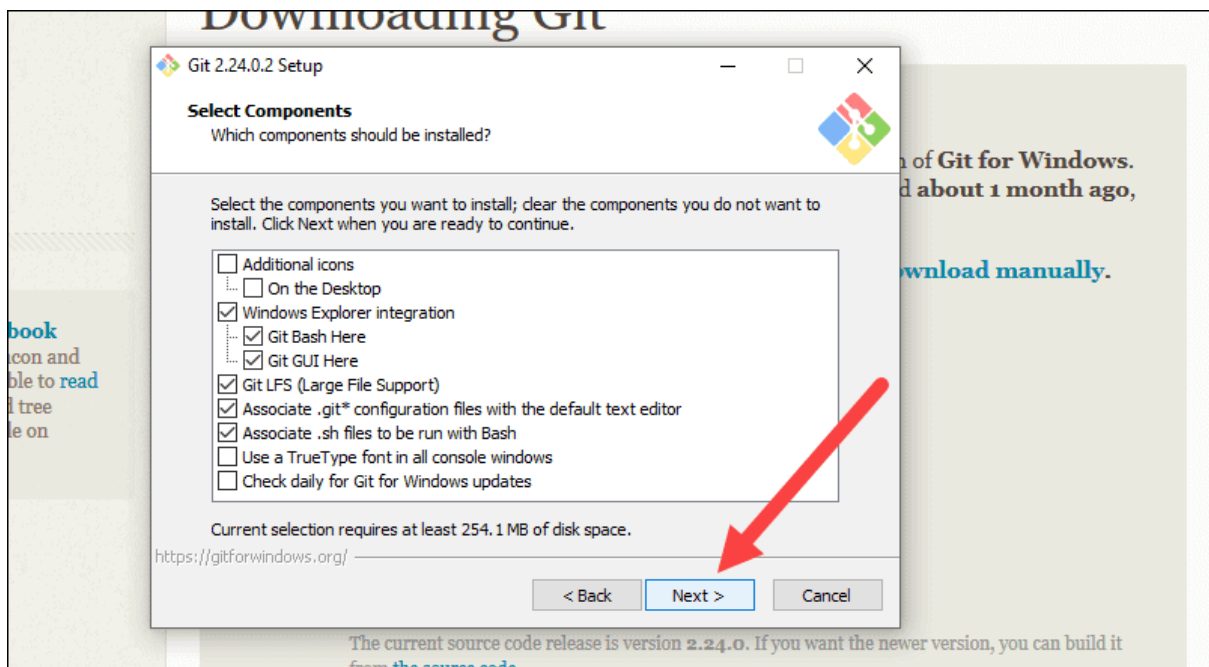 Downloading Git
Git 2.24.0.2 Setup
Select Components
Which components should be installed?
of Git for Windows.
about 1 month ago,
download manually.
Select the components you want to install; clear the components you do not want to
install. Click Next when you are ready to continue.
Additional icons
On the Desktop
Windows Explorer integration
Git Bash Here
Git GUI Here
Git LFS (Large File Support)
Associate .git* configuration files with the default text editor
Associate .sh files to be run with Bash
Use a TrueType font in all console windows
Check daily for Git for Windows updates
book
and
to read
tree
on
Current selection requires at least 254.1 MB of disk space.
https://gitforwindows.org/
< Back
Next >
Cancel
The current source code release is version 2.24.0. If you want the newer version, you can build it
from the source code.